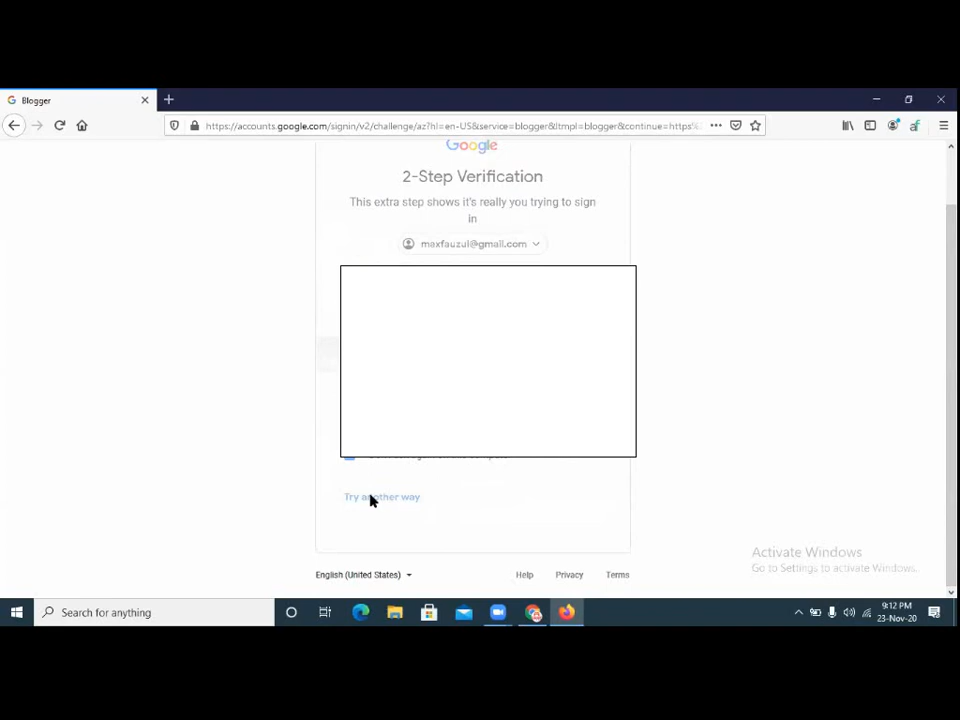 Blogger
https://accounts.google.com/signin/v2/challenge/az?hl=en-US&service=blogger&ltmpl=blogger&continue=https
Google
2-Step Verification
This extra step shows it's really you trying to sign
in
maxfauzul@gmail.com
Try another way
English (United States)
Help
Privacy
Terms
Activate Windows
Go to Settings to activate Windows.
Search for anything
9:12 PM
23-Nov-20